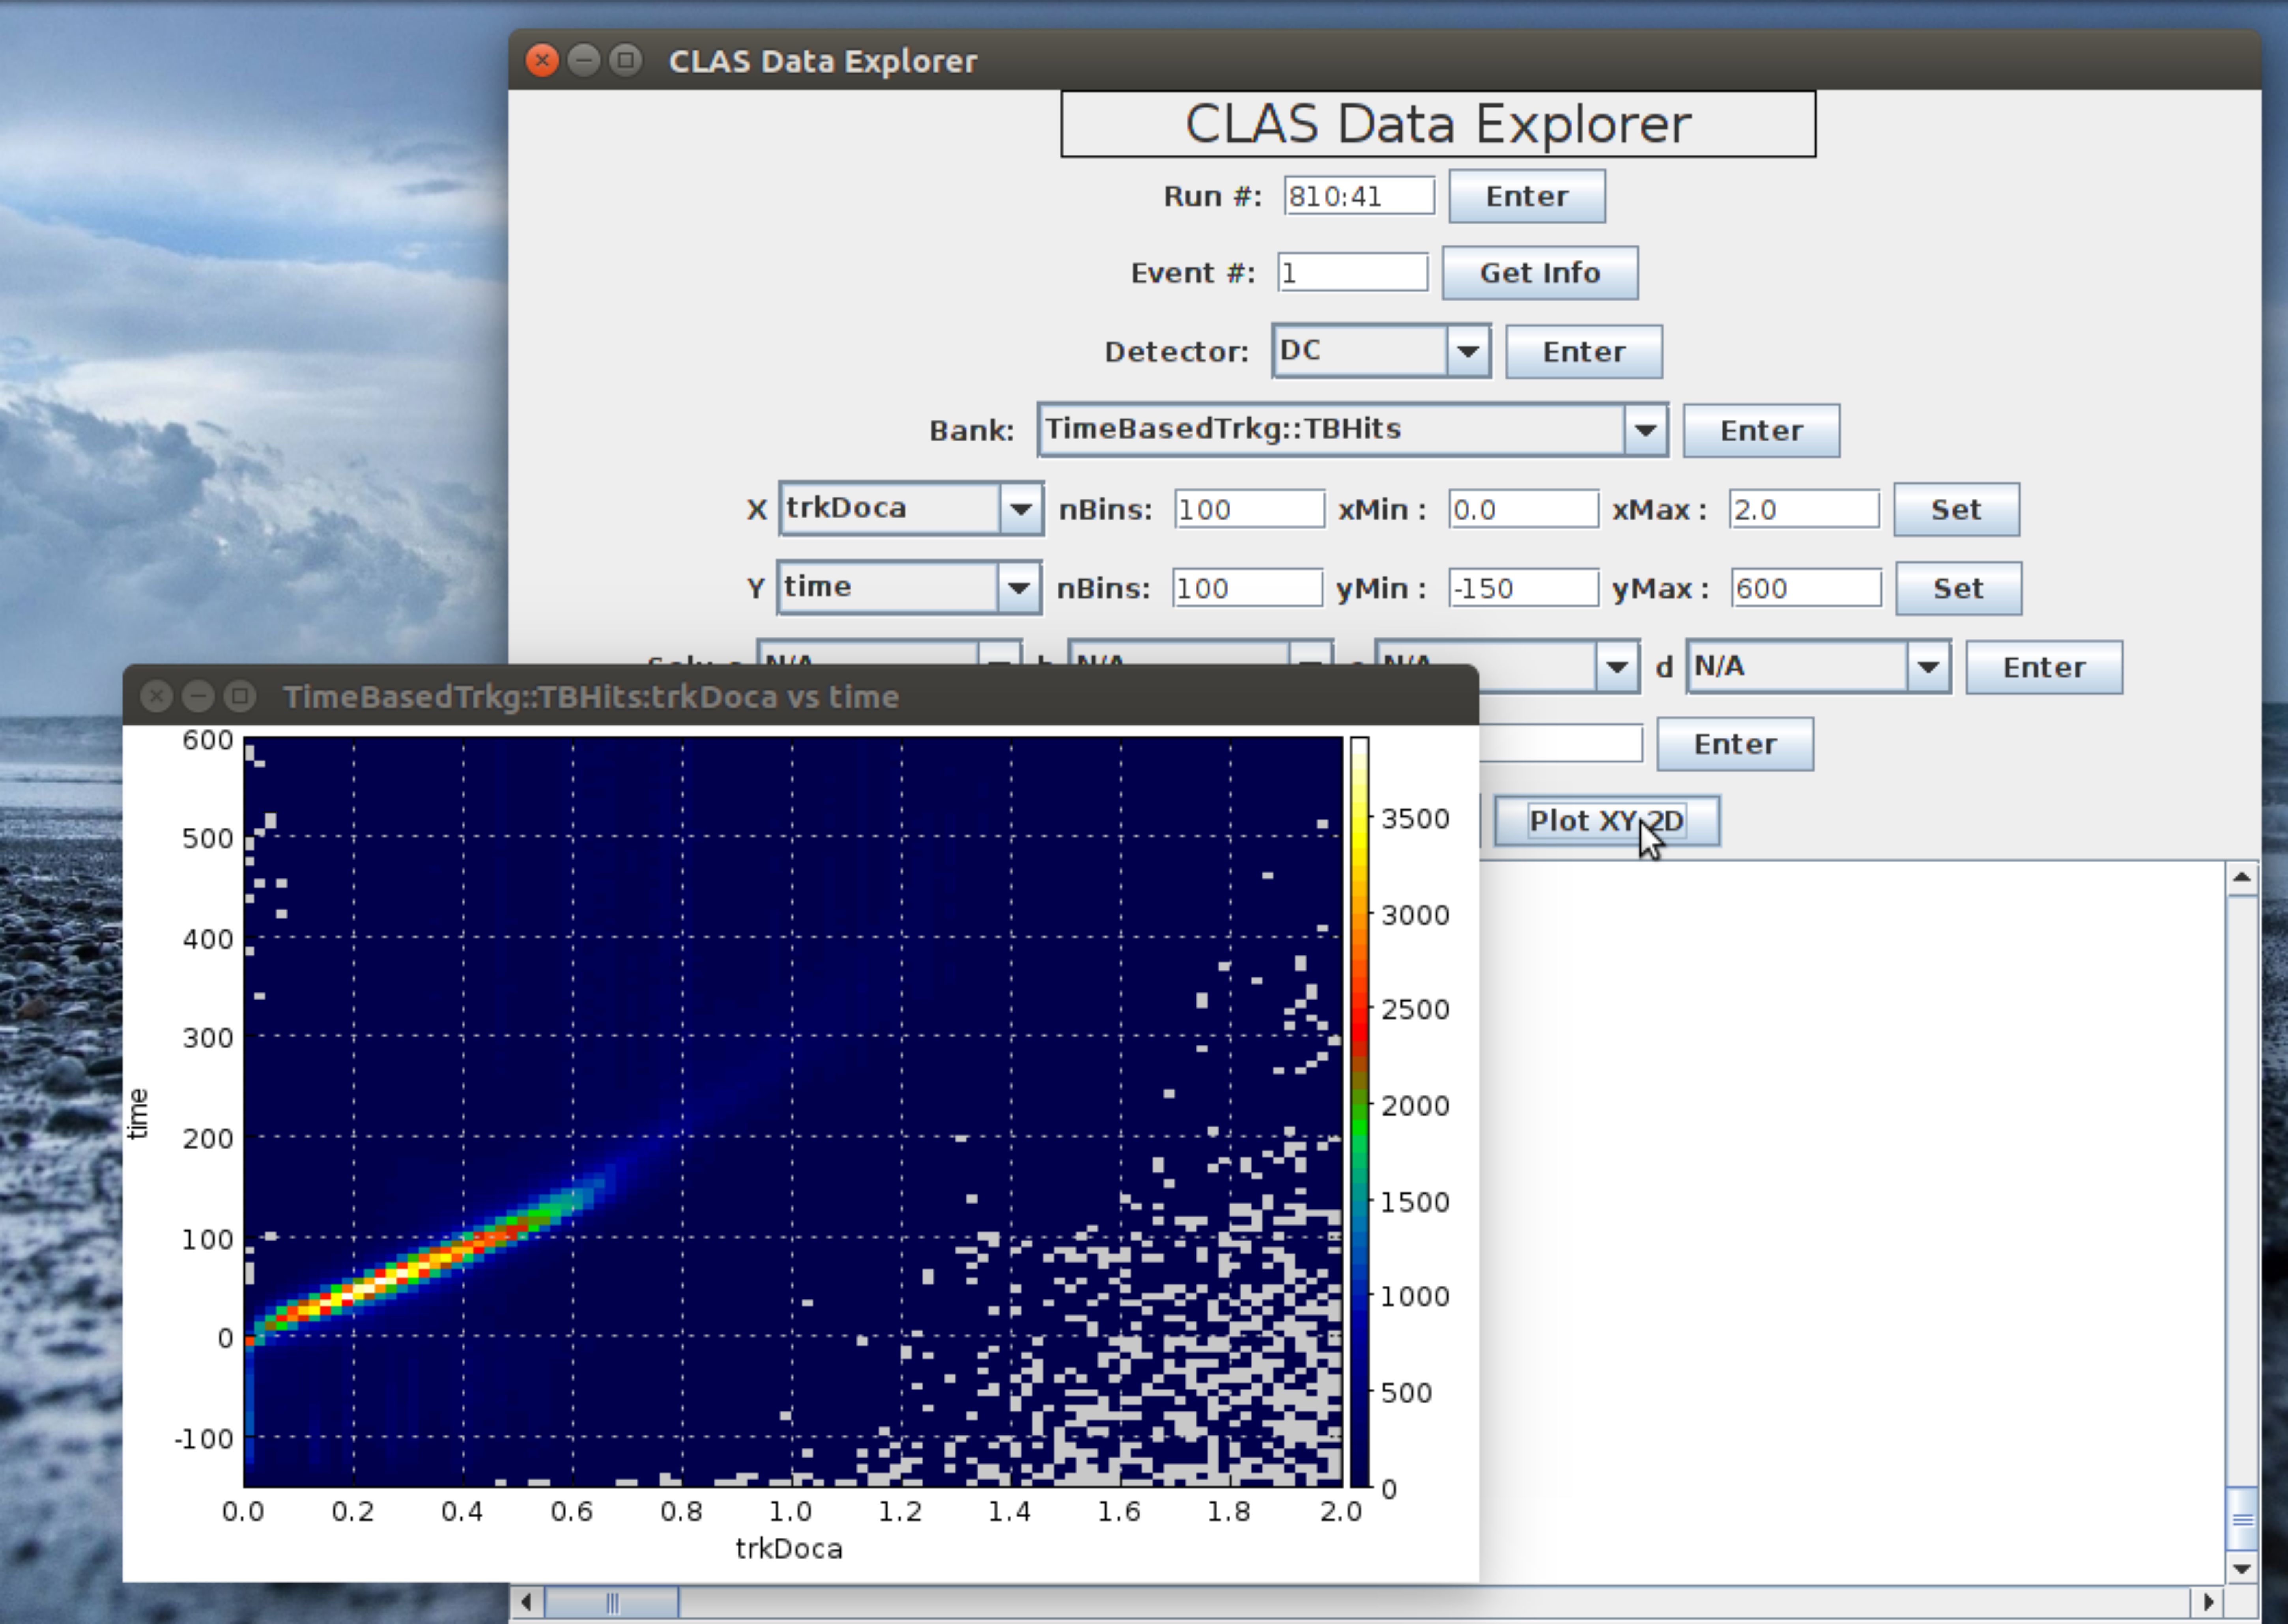 CLAS Data Explorer
CLAS Data Explorer
Run #: 810:41 Enter
Event #: 1 Get Info
Detector: DC Enter
Bank: TimeBasedTrkg::TBHits Enter
X trkDoca nBins: 100 xMin : 0.0 xMax : 2.0 Set
Y time nBins: 100 yMin : -150 yMax : 600 Set
N/A N/A N/A d N/A Enter
Enter
Plot XY 2D
TimeBasedTrkg::TBHits:trkDoca vs time
600
500
400
300
200
100
0
-100
time
0.0 0.2 0.4 0.6 0.8 1.0 1.2 1.4 1.6 1.8 2.0
trkDoca
3500
3000
2500
2000
1500
1000
500
0